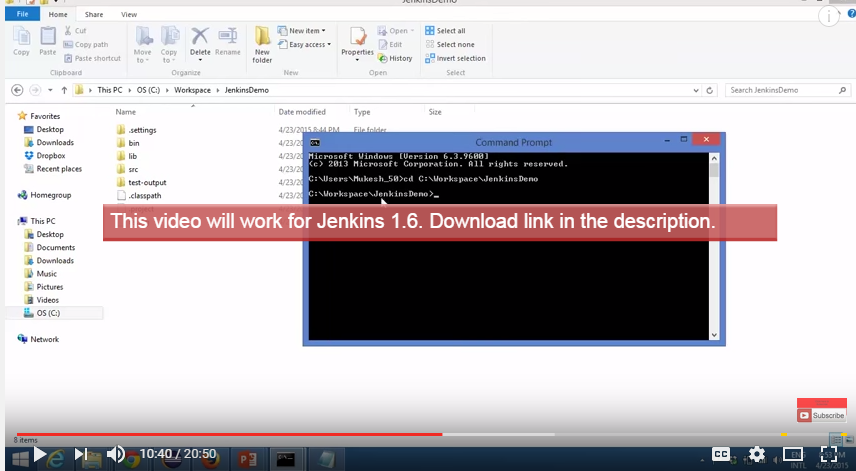 JenkinsDemo
File Home Share View
Copy
Paste
Cut
Copy path
Paste shortcut
Move to
Copy to
Delete
Rename
New folder
New item
Easy access
Properties
Open
Edit
History
Select all
Select none
Invert selection
Clipboard Organize New Open Select
This PC OS (C:) Workspace JenkinsDemo
Search JenkinsDemo
Name Date modified Type Size
Favorites
Desktop
Downloads
Dropbox
Recent places
Homegroup
This PC
Desktop
Documents
Downloads
Music
Pictures
Videos
OS (C:)
Network
.settings 4/23/2015 8:44 PM File folder
bin 4/23/20
lib 4/23/20
src 4/23/20
test-output 4/23/20
.classpath 4/23/20
Command Prompt
Microsoft Windows [Version 6.3.9600]
(c) 2013 Microsoft Corporation. All rights reserved.
C:\Users\Mukesh_50>cd C:\Workspace\JenkinsDemo
C:\Workspace\JenkinsDemo>_
This video will work for Jenkins 1.6. Download link in the description.
Subscribe
8 items
10:40 / 20:50
CC
ENG
INTL
4/23/2015